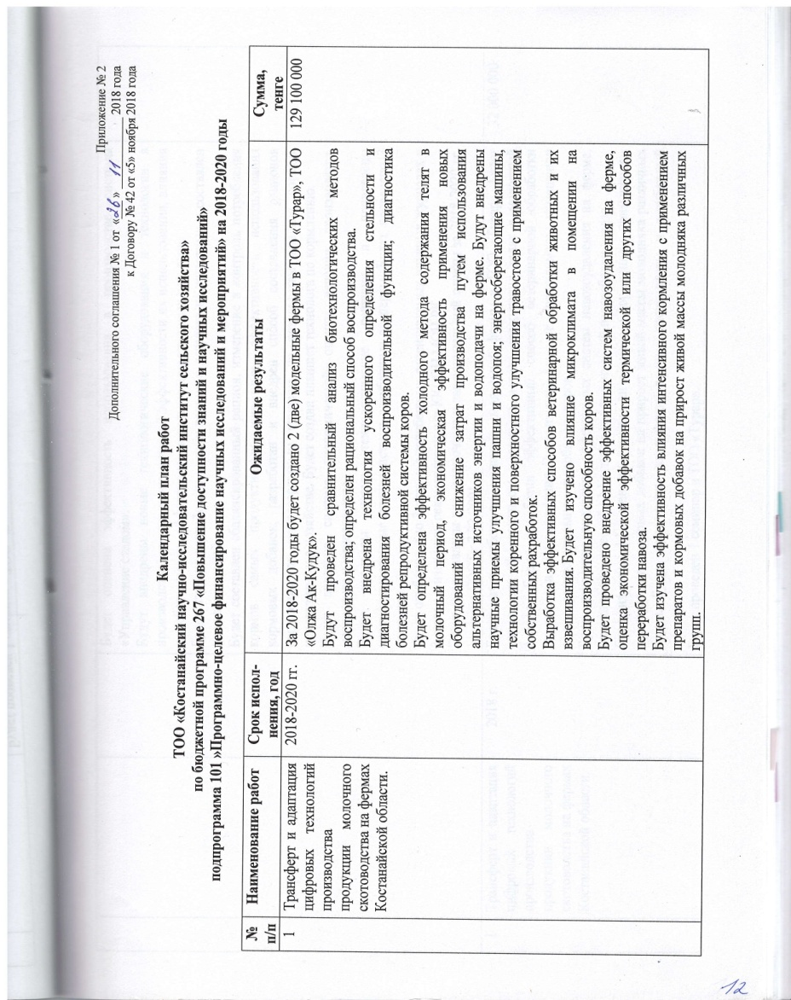 Приложение № 2
Дополнительного соглашения № 1 от «26» 11 2018 года
к Договору № 42 от «5» ноября 2018 года
Календарный план работ
ТОО «Костанайский научно-исследовательский институт сельского хозяйства»
по бюджетной программе 267 «Повышение доступности знаний и научных исследований»
подпрограмма 101 »Программно-целевое финансирование научных исследований и мероприятий» на 2018-2020 годы
№ п/п
Наименование работ
Срок испол-
нения, год
Ожидаемые результаты
Сумма,
тенге
1
Трансферт и адаптация
цифровых технологий
производства
продукции молочного
скотоводства на фермах
Костанайской области.
2018-2020 гг.
За 2018-2020 годы будет создано 2 (две) модельные фермы в ТОО «Турар», ТОО
«Олжа Ак-Кудук».
Будут проведен сравнительный анализ биотехнологических методов
воспроизводства; определен рациональный способ воспроизводства.
Будет внедрена технология ускоренного определения стельности и
диагностирования болезней воспроизводительной функции; диагностика
болезней репродуктивной системы коров.
Будет определена эффективность холодного метода содержания телят в
молочный период, экономическая эффективность применения новых
оборудований на снижение затрат производства путем использования
альтернативных источников энергии и водоподачи на ферме. Будут внедрены
научные приемы улучшения пашни и водопоя; энергосберегающие машины,
технологии коренного и поверхностного улучшения травостоев с применением
собственных рахработок.
Выработка эффективных способов ветеринарной обработки животных и их
взвешивания. Будет изучено влияние микроклимата в помещении на
воспроизводительную способность коров.
Будет проведено внедрение эффективных систем навозоудаления на ферме,
оценка экономической эффективности термической или других способов
переработки навоза.
Будет изучена эффективность влияния интенсивного кормления с применением
препаратов и кормовых добавок на прирост живой массы молодняка различных
групп.
129 100 000
12